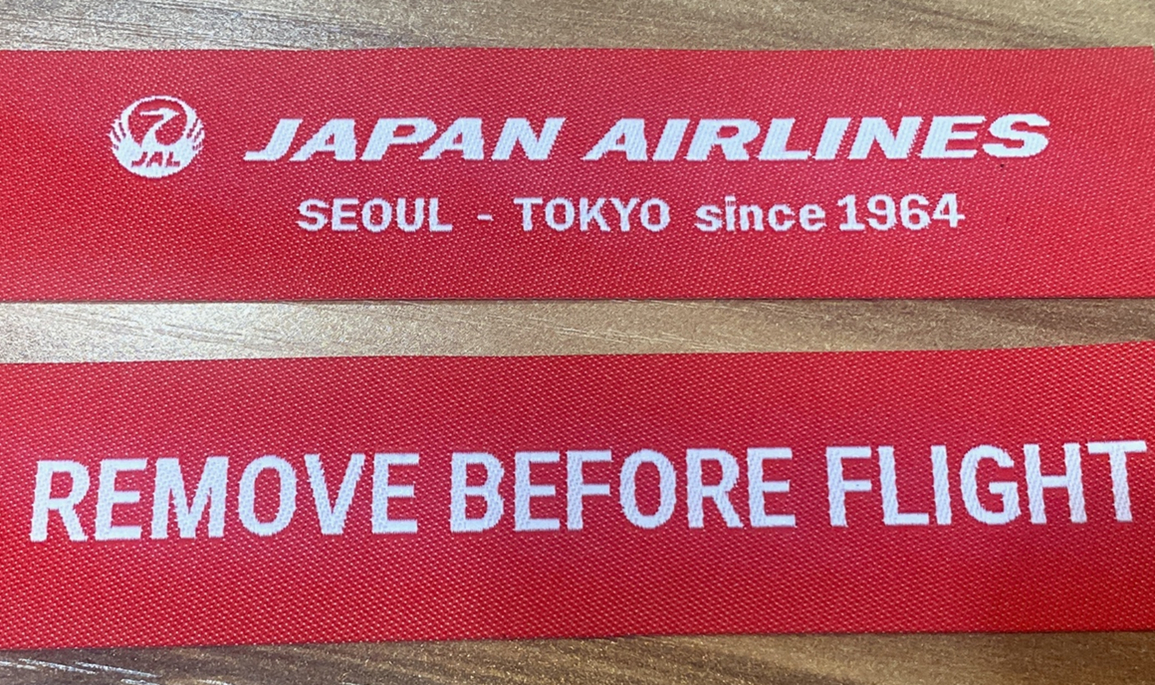 JAL JAPAN AIRLINES
SEOUL - TOKYO since 1964
REMOVE BEFORE FLIGHT